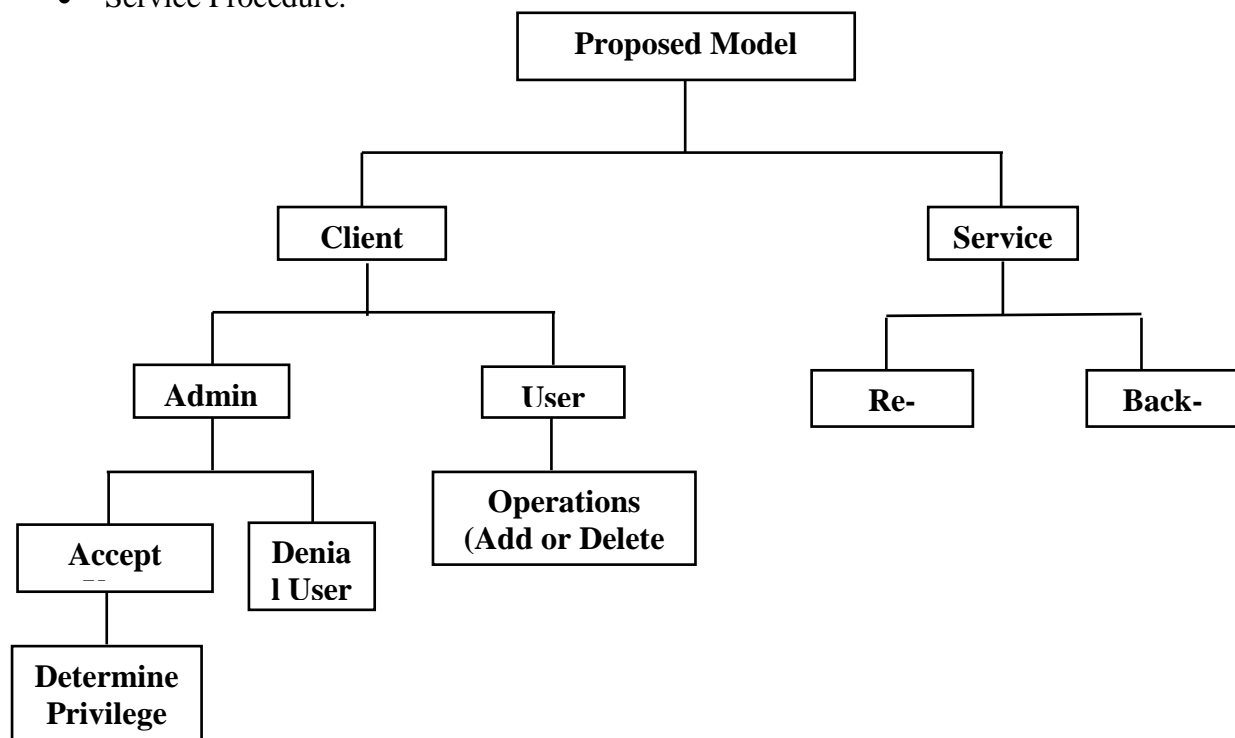 • Service Procedure.
Proposed Model
Client
Service
Admin
User
Re-
Back-
Operations
(Add or Delete
Accept
Denia
l User
Determine
Privilege